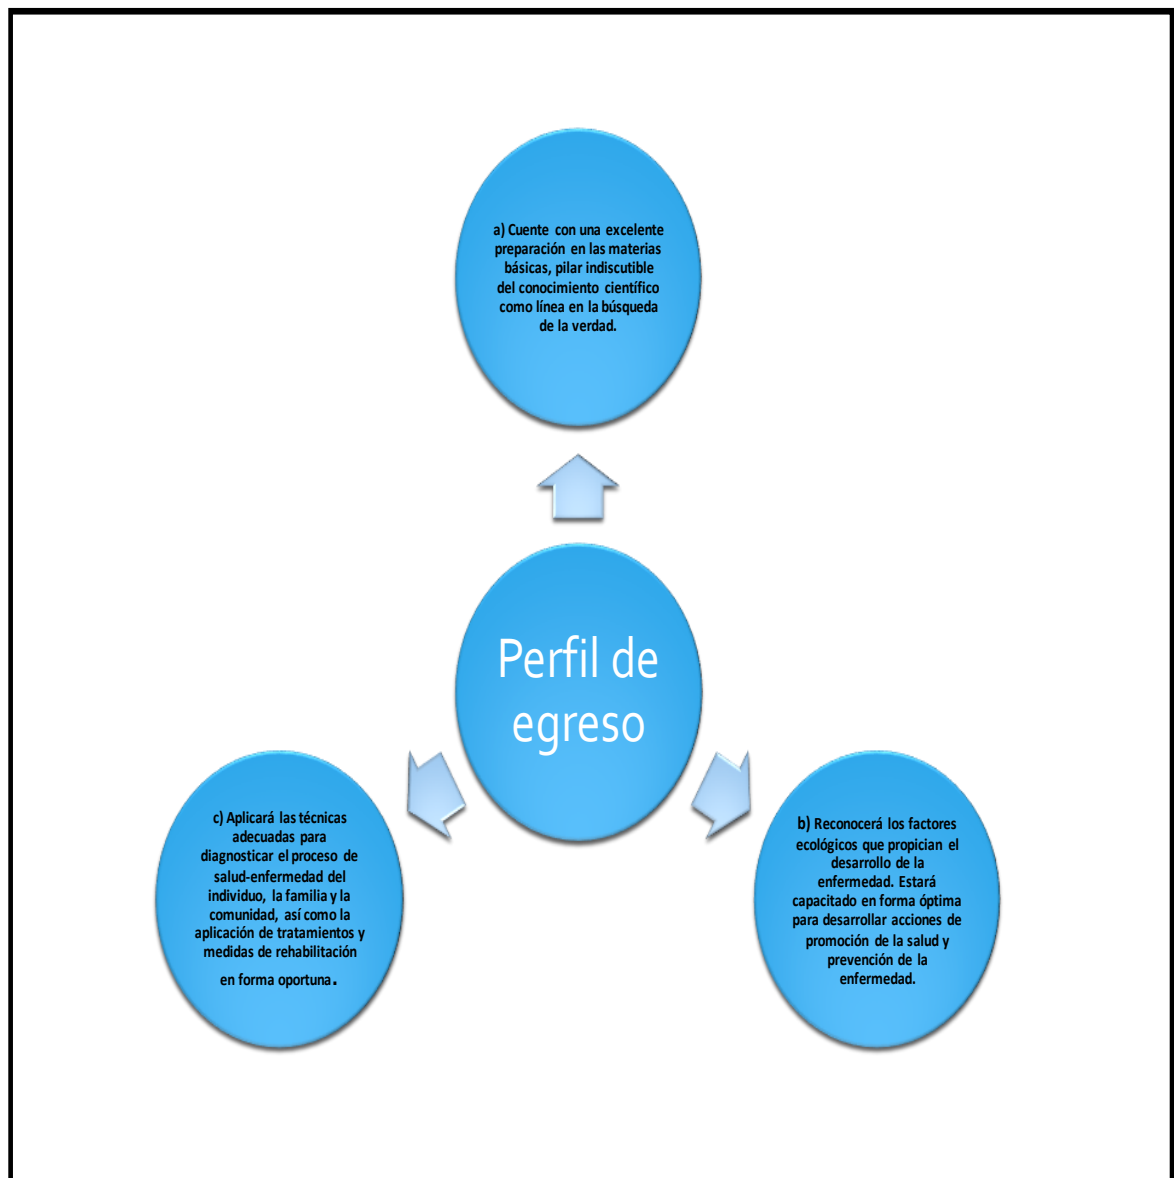 a) Cuente con una excelente
preparación en las materias
básicas, pilar indiscutible
del conocimiento científico
como línea en la búsqueda
de la verdad.
Perfil de
egreso
b) Reconocerá los factores
ecológicos que propician el
desarrollo de la
enfermedad. Estará
capacitado en forma óptima
para desarrollar acciones de
promoción de la salud y
prevención de la
enfermedad.
c) Aplicará las técnicas
adecuadas para
diagnosticar el proceso de
salud-enfermedad del
individuo, la familia y la
comunidad, así como la
aplicación de tratamientos y
medidas de rehabilitación
en forma oportuna.